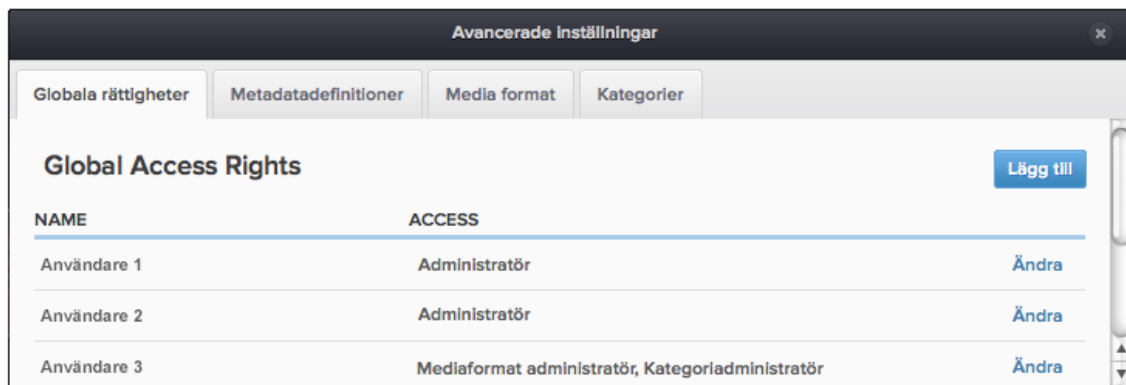 Avancerade inställningar
Globala rättigheter Metadatadefinitioner Media format Kategorier
Global Access Rights Lägg till
NAME ACCESS
Användare 1 Administratör Ändra
Användare 2 Administratör Ändra
Användare 3 Mediaformat administratör, Kategoriadministratör Ändra